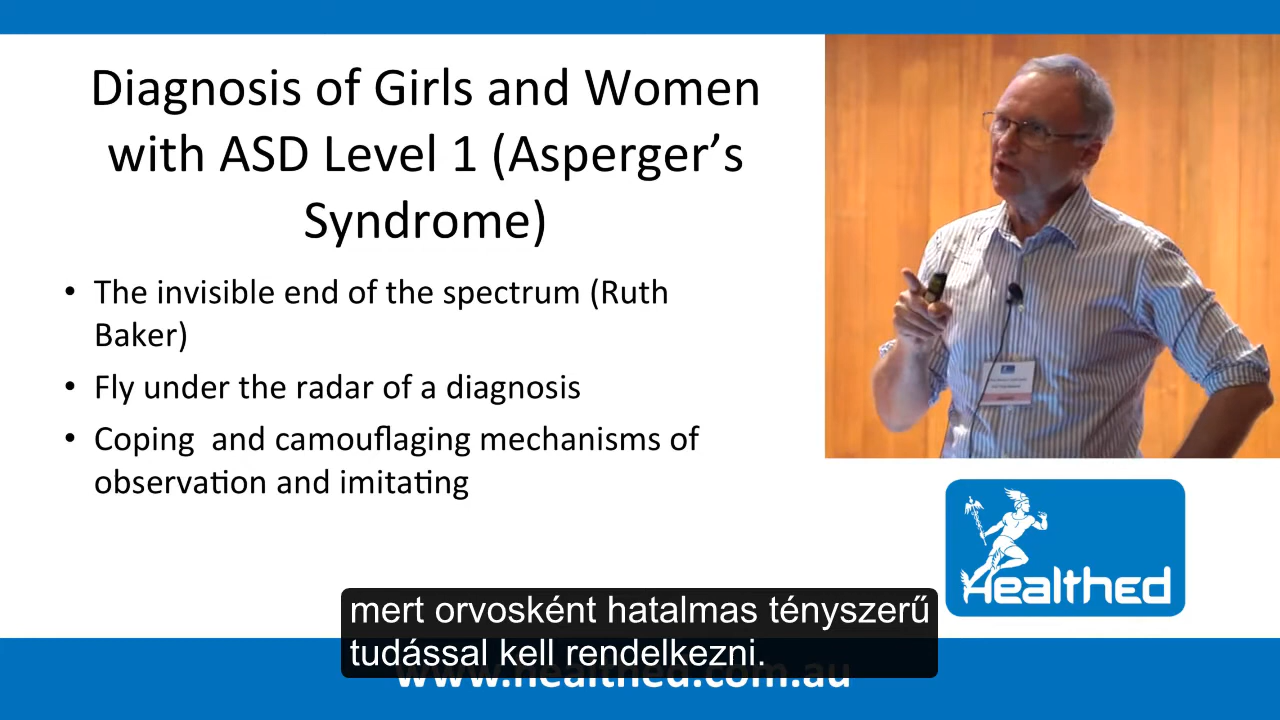 Diagnosis of Girls and Women
with ASD Level 1 (Asperger’s
Syndrome)
• The invisible end of the spectrum (Ruth
Baker)
• Fly under the radar of a diagnosis
• Coping  and camouflaging mechanisms of
observation and imitating
Healthed
mert orvosként hatalmas tényszerű
tudással kell rendelkezni.
www.healthed.com.au